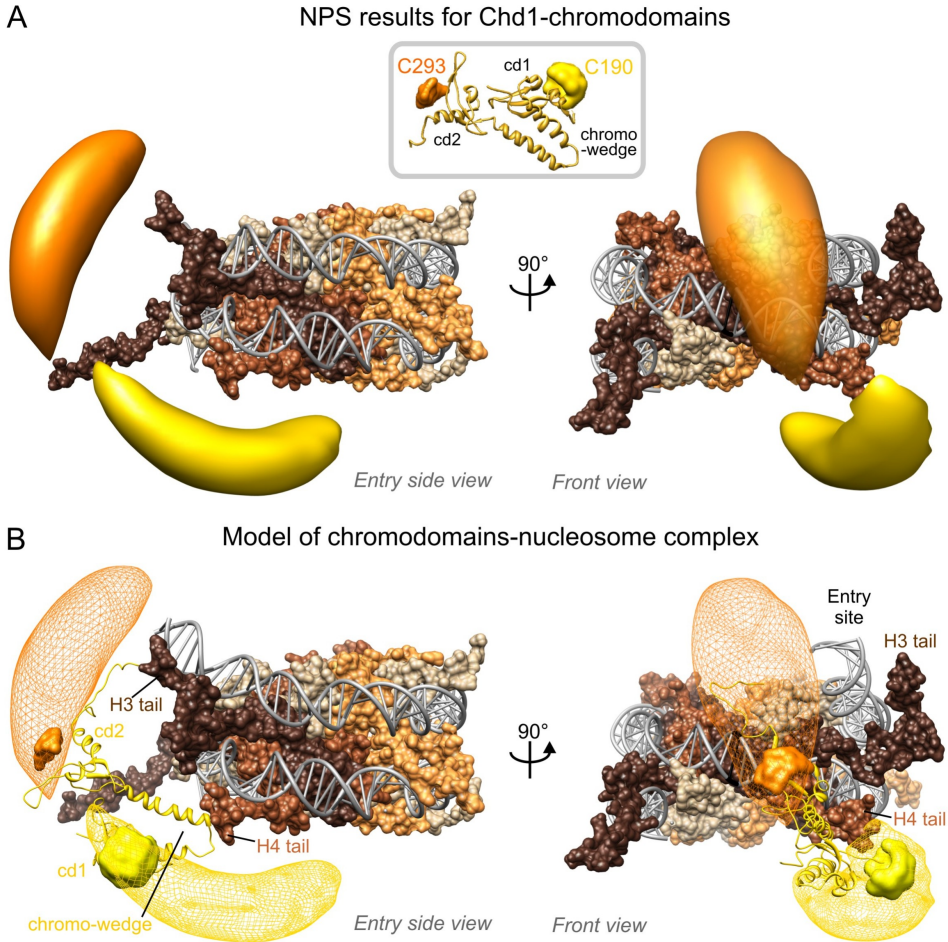 A
NPS results for Chd1-chromodomains
C293
cd1
C190
cd2
chromo
-wedge
90°
Entry side view
Front view
B
Model of chromodomains-nucleosome complex
Entry
site
H3 tail
H3 tail
cd2
90°
H4 tail
H4 tail
cd1
chromo-wedge
Entry side view
Front view